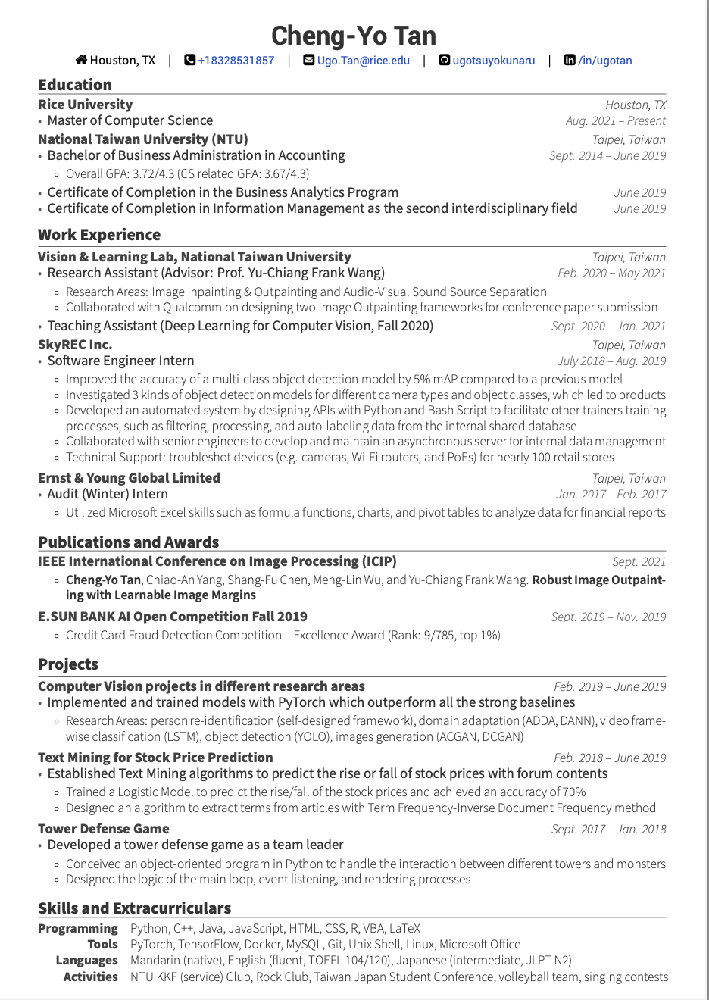 Cheng-Yo Tan
Houston, TX | +18328531857 | Ugo.Tan@rice.edu | ugotsuyokunaru | /in/ugotan
Education
Rice University Houston, TX
• Master of Computer Science Aug. 2021 – Present
National Taiwan University (NTU) Taipei, Taiwan
• Bachelor of Business Administration in Accounting Sept. 2014 – June 2019
◦ Overall GPA: 3.72/4.3 (CS related GPA: 3.67/4.3)
• Certificate of Completion in the Business Analytics Program June 2019
• Certificate of Completion in Information Management as the second interdisciplinary field June 2019
Work Experience
Vision & Learning Lab, National Taiwan University Taipei, Taiwan
• Research Assistant (Advisor: Prof. Yu-Chiang Frank Wang) Feb. 2020 – May 2021
◦ Research Areas: Image Inpainting & Outpainting and Audio-Visual Sound Source Separation
◦ Collaborated with Qualcomm on designing two Image Outpainting frameworks for conference paper submission
• Teaching Assistant (Deep Learning for Computer Vision, Fall 2020) Sept. 2020 – Jan. 2021
SkyREC Inc. Taipei, Taiwan
• Software Engineer Intern July 2018 – Aug. 2019
◦ Improved the accuracy of a multi-class object detection model by 5% mAP compared to a previous model
◦ Investigated 3 kinds of object detection models for different camera types and object classes, which led to products
◦ Developed an automated system by designing APIs with Python and Bash Script to facilitate other trainers training
processes, such as filtering, processing, and auto-labeling data from the internal shared database
◦ Collaborated with senior engineers to develop and maintain an asynchronous server for internal data management
◦ Technical Support: troubleshot devices (e.g. cameras, Wi-Fi routers, and PoEs) for nearly 100 retail stores
Ernst & Young Global Limited Taipei, Taiwan
• Audit (Winter) Intern Jan. 2017 – Feb. 2017
◦ Utilized Microsoft Excel skills such as formula functions, charts, and pivot tables to analyze data for financial reports
Publications and Awards
IEEE International Conference on Image Processing (ICIP) Sept. 2021
◦ Cheng-Yo Tan, Chiao-An Yang, Shang-Fu Chen, Meng-Lin Wu, and Yu-Chiang Frank Wang. Robust Image Outpaint-
ing with Learnable Image Margins
E.SUN BANK AI Open Competition Fall 2019 Sept. 2019 – Nov. 2019
◦ Credit Card Fraud Detection Competition – Excellence Award (Rank: 9/785, top 1%)
Projects
Computer Vision projects in different research areas Feb. 2019 – June 2019
• Implemented and trained models with PyTorch which outperform all the strong baselines
◦ Research Areas: person re-identification (self-designed framework), domain adaptation (ADDA, DANN), video frame-
wise classification (LSTM), object detection (YOLO), images generation (ACGAN, DCGAN)
Text Mining for Stock Price Prediction Feb. 2018 – June 2019
• Established Text Mining algorithms to predict the rise or fall of stock prices with forum contents
◦ Trained a Logistic Model to predict the rise/fall of the stock prices and achieved an accuracy of 70%
◦ Designed an algorithm to extract terms from articles with Term Frequency-Inverse Document Frequency method
Tower Defense Game Sept. 2017 – Jan. 2018
• Developed a tower defense game as a team leader
◦ Conceived an object-oriented program in Python to handle the interaction between different towers and monsters
◦ Designed the logic of the main loop, event listening, and rendering processes
Skills and Extracurriculars
Programming Python, C++, Java, JavaScript, HTML, CSS, R, VBA, LaTeX
Tools PyTorch, TensorFlow, Docker, MySQL, Git, Unix Shell, Linux, Microsoft Office
Languages Mandarin (native), English (fluent, TOEFL 104/120), Japanese (intermediate, JLPT N2)
Activities NTU KKF (service) Club, Rock Club, Taiwan Japan Student Conference, volleyball team, singing contests